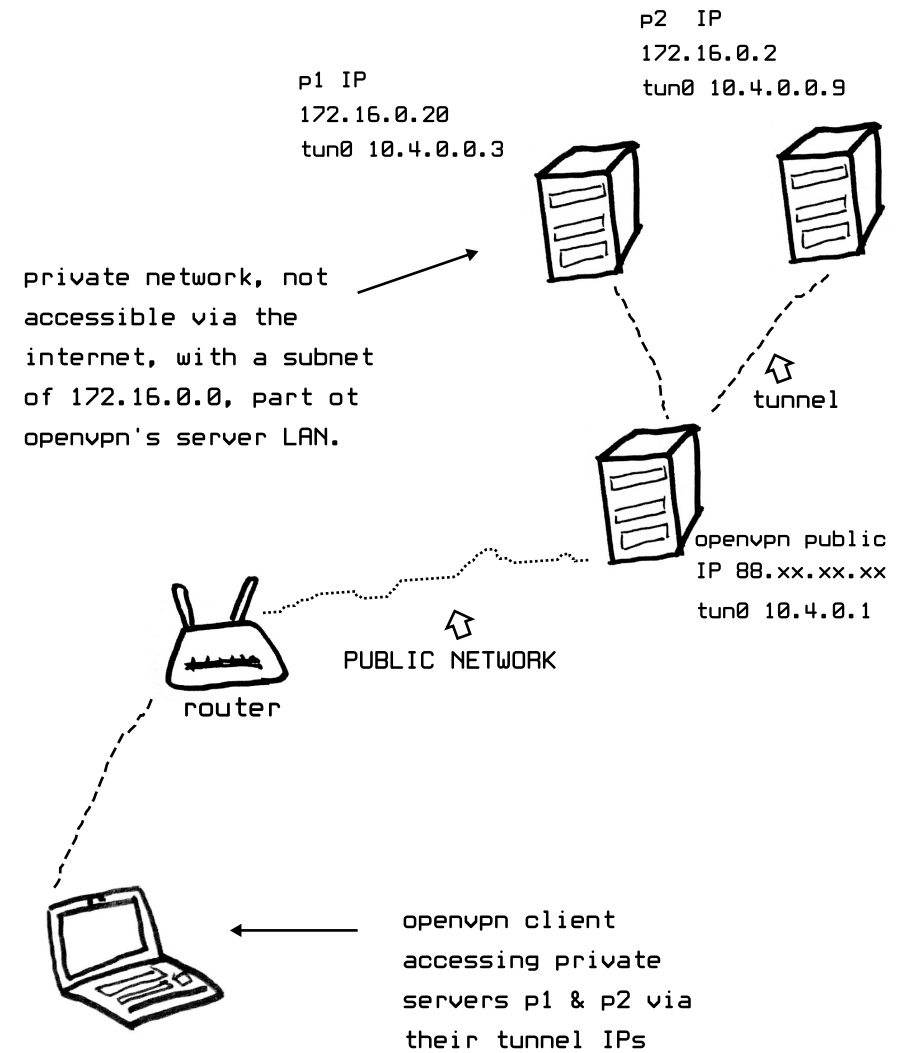 p2 IP
172.16.0.2
tun0 10.4.0.0.9
p1 IP
172.16.0.20
tun0 10.4.0.0.3
private network, not
accessible via the
internet, with a subnet
of 172.16.0.0, part ot
openvpn's server LAN.
tunnel
openvpn public
IP 88.xx.xx.xx
tun0 10.4.0.1
PUBLIC NETWORK
router
openvpn client
accessing private
servers p1 & p2 via
their tunnel IPs